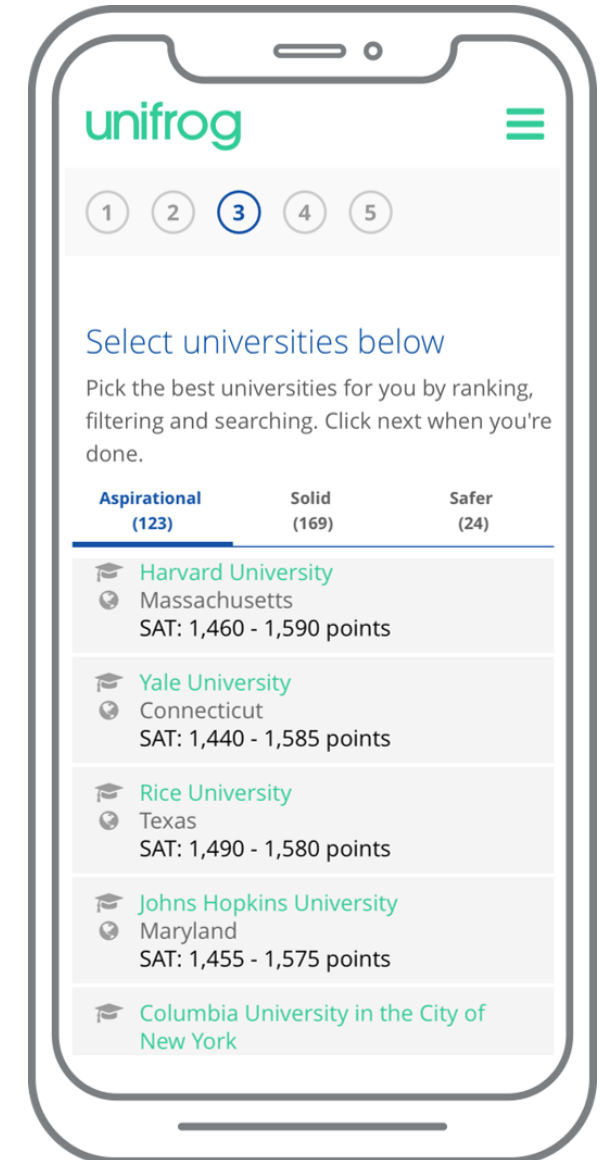 unifrog
1 2 3 4 5
Select universities below
Pick the best universities for you by ranking,
filtering and searching. Click next when you're
done.
Aspirational Solid Safer
(123) (169) (24)
Harvard University
Massachusetts
SAT: 1,460 - 1,590 points
Yale University
Connecticut
SAT: 1,440 - 1,585 points
Rice University
Texas
SAT: 1,490 - 1,580 points
Johns Hopkins University
Maryland
SAT: 1,455 - 1,575 points
Columbia University in the City of
New York